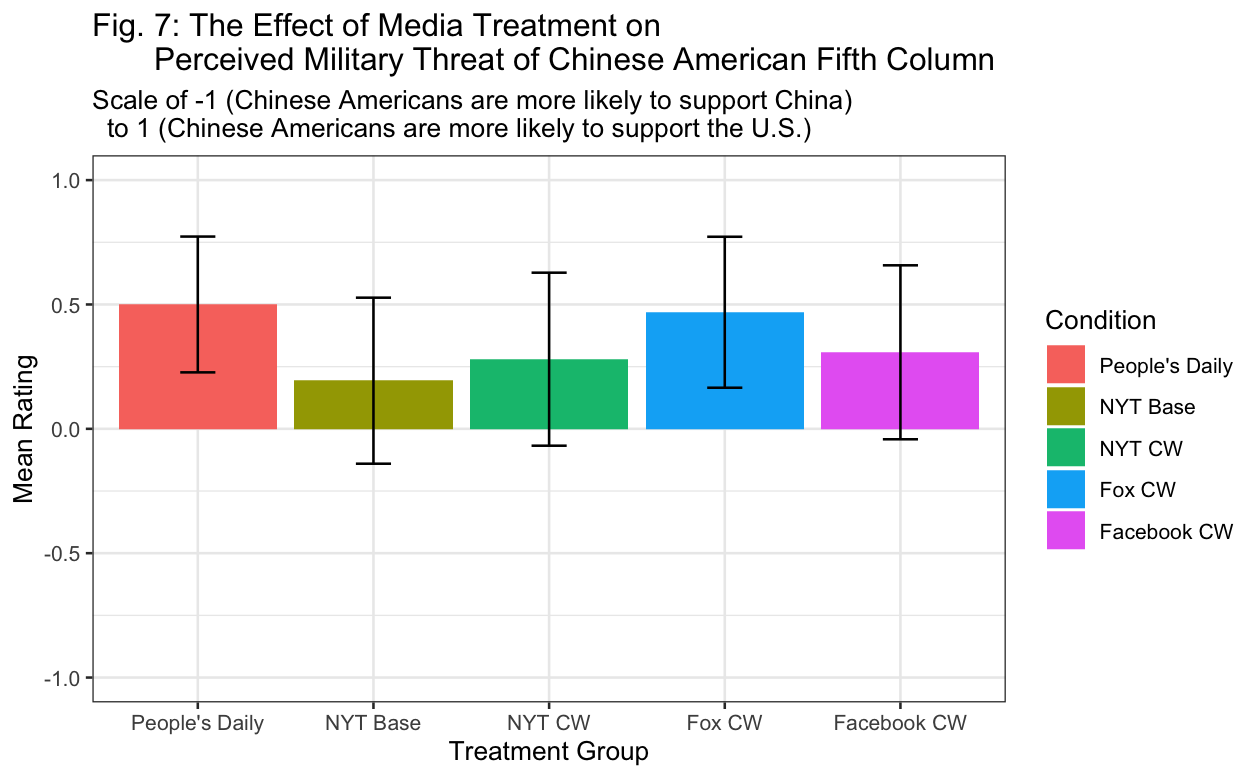 Fig. 7: The Effect of Media Treatment on
Perceived Military Threat of Chinese American Fifth Column
Scale of -1 (Chinese Americans are more likely to support China)
to 1 (Chinese Americans are more likely to support the U.S.)
1.0
0.5
0.0
-0.5
-1.0
Mean Rating
People's Daily
NYT Base
NYT CW
Fox CW
Facebook CW
Treatment Group
Condition
People's Daily
NYT Base
NYT CW
Fox CW
Facebook CW